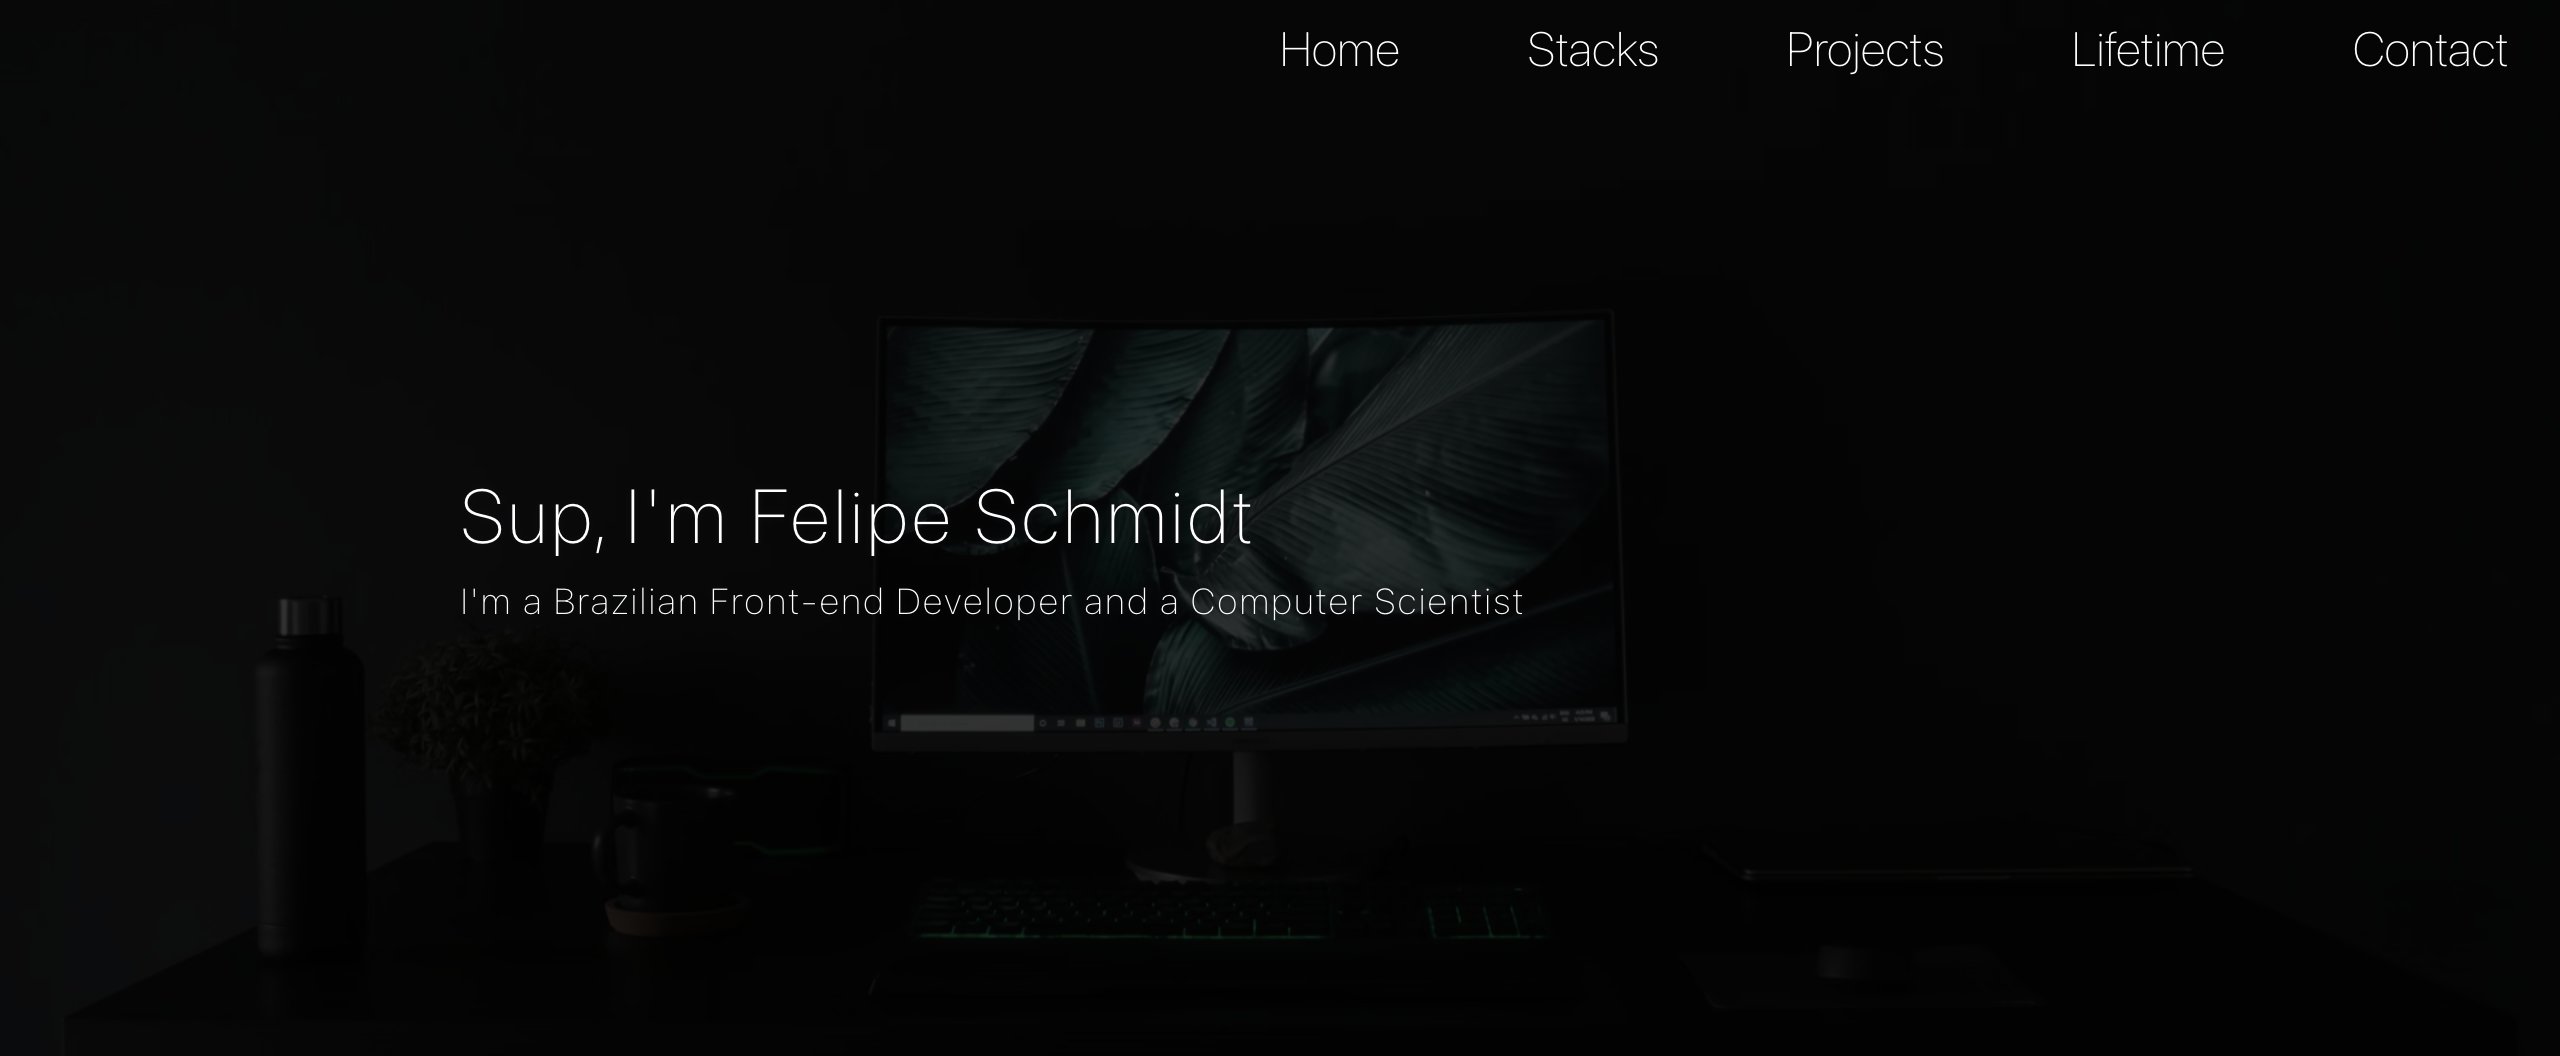 Home Stacks Projects Lifetime Contact
Sup, I'm Felipe Schmidt
I'm a Brazilian Front-end Developer and a Computer Scientist